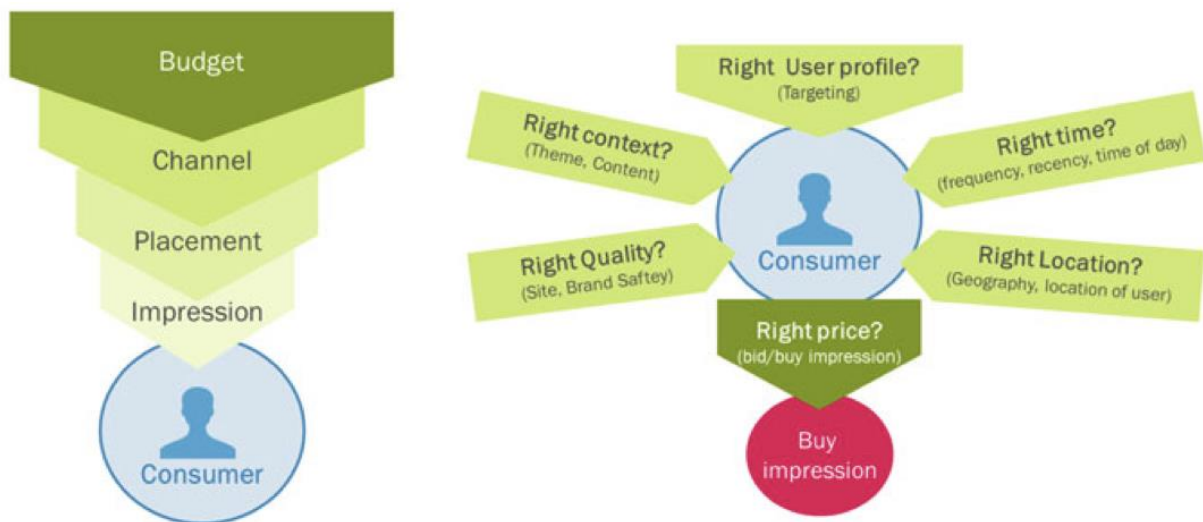 Budget
Channel
Placement
Impression
Consumer
Right User profile?
(Targeting)
Right context?
(Theme, Content)
Right time?
(frequency, recency, time of day)
Right Quality?
(Site, Brand Saftey)
Consumer
Right Location?
(Geography, location of user)
Right price?
(bid/buy impression)
Buy
impression